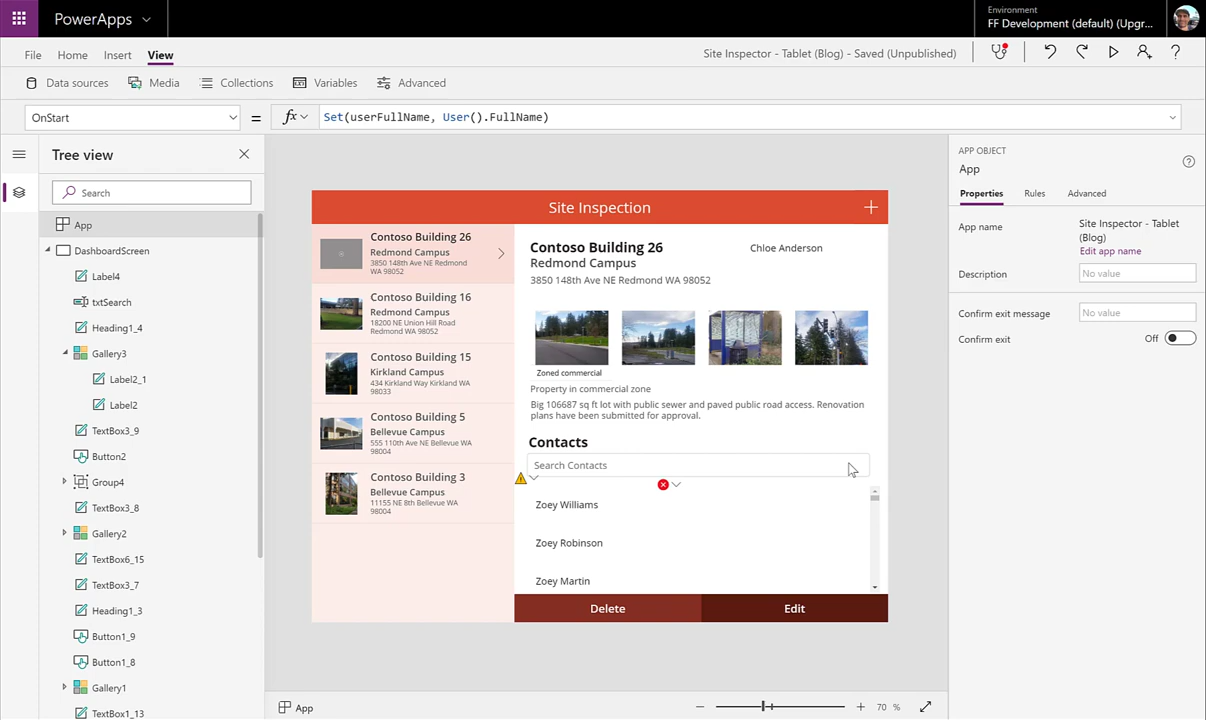 PowerApps
Environment
FF Development (default) (Upgr...
File
Home
Insert
View
Site Inspector - Tablet (Blog) - Saved (Unpublished)
Data sources
Media
Collections
Variables
Advanced
OnStart
=
fx
Set(userFullName, User().FullName)
Tree view
Search
App
DashboardScreen
Label4
txtSearch
Heading1_4
Gallery3
Label2_1
Label2
TextBox3_9
Button2
Group4
TextBox3_8
Gallery2
TextBox6_15
TextBox3_7
Heading1_3
Button1_9
Button1_8
Gallery1
TextBox1_13
Site Inspection
Contoso Building 26
Redmond Campus
3850 148th Ave NE Redmond
WA 98052
Contoso Building 16
Redmond Campus
18200 NE Union Hill Road
Redmond WA 98052
Contoso Building 15
Kirkland Campus
434 Kirkland Way Kirkland WA
98033
Contoso Building 5
Bellevue Campus
555 110th Ave NE Bellevue WA
98004
Contoso Building 3
Bellevue Campus
11155 NE 8th Bellevue WA
98004
Contoso Building 26
Chloe Anderson
Redmond Campus
3850 148th Ave NE Redmond WA 98052
Zoned commercial
Property in commercial zone
Big 106687 sq ft lot with public sewer and paved public road access. Renovation
plans have been submitted for approval.
Contacts
Search Contacts
Zoey Williams
Zoey Robinson
Zoey Martin
Delete
Edit
APP OBJECT
App
Properties
Rules
Advanced
App name
Site Inspector - Tablet
(Blog)
Edit app name
Description
No value
Confirm exit message
No value
Confirm exit
Off
App
70 %